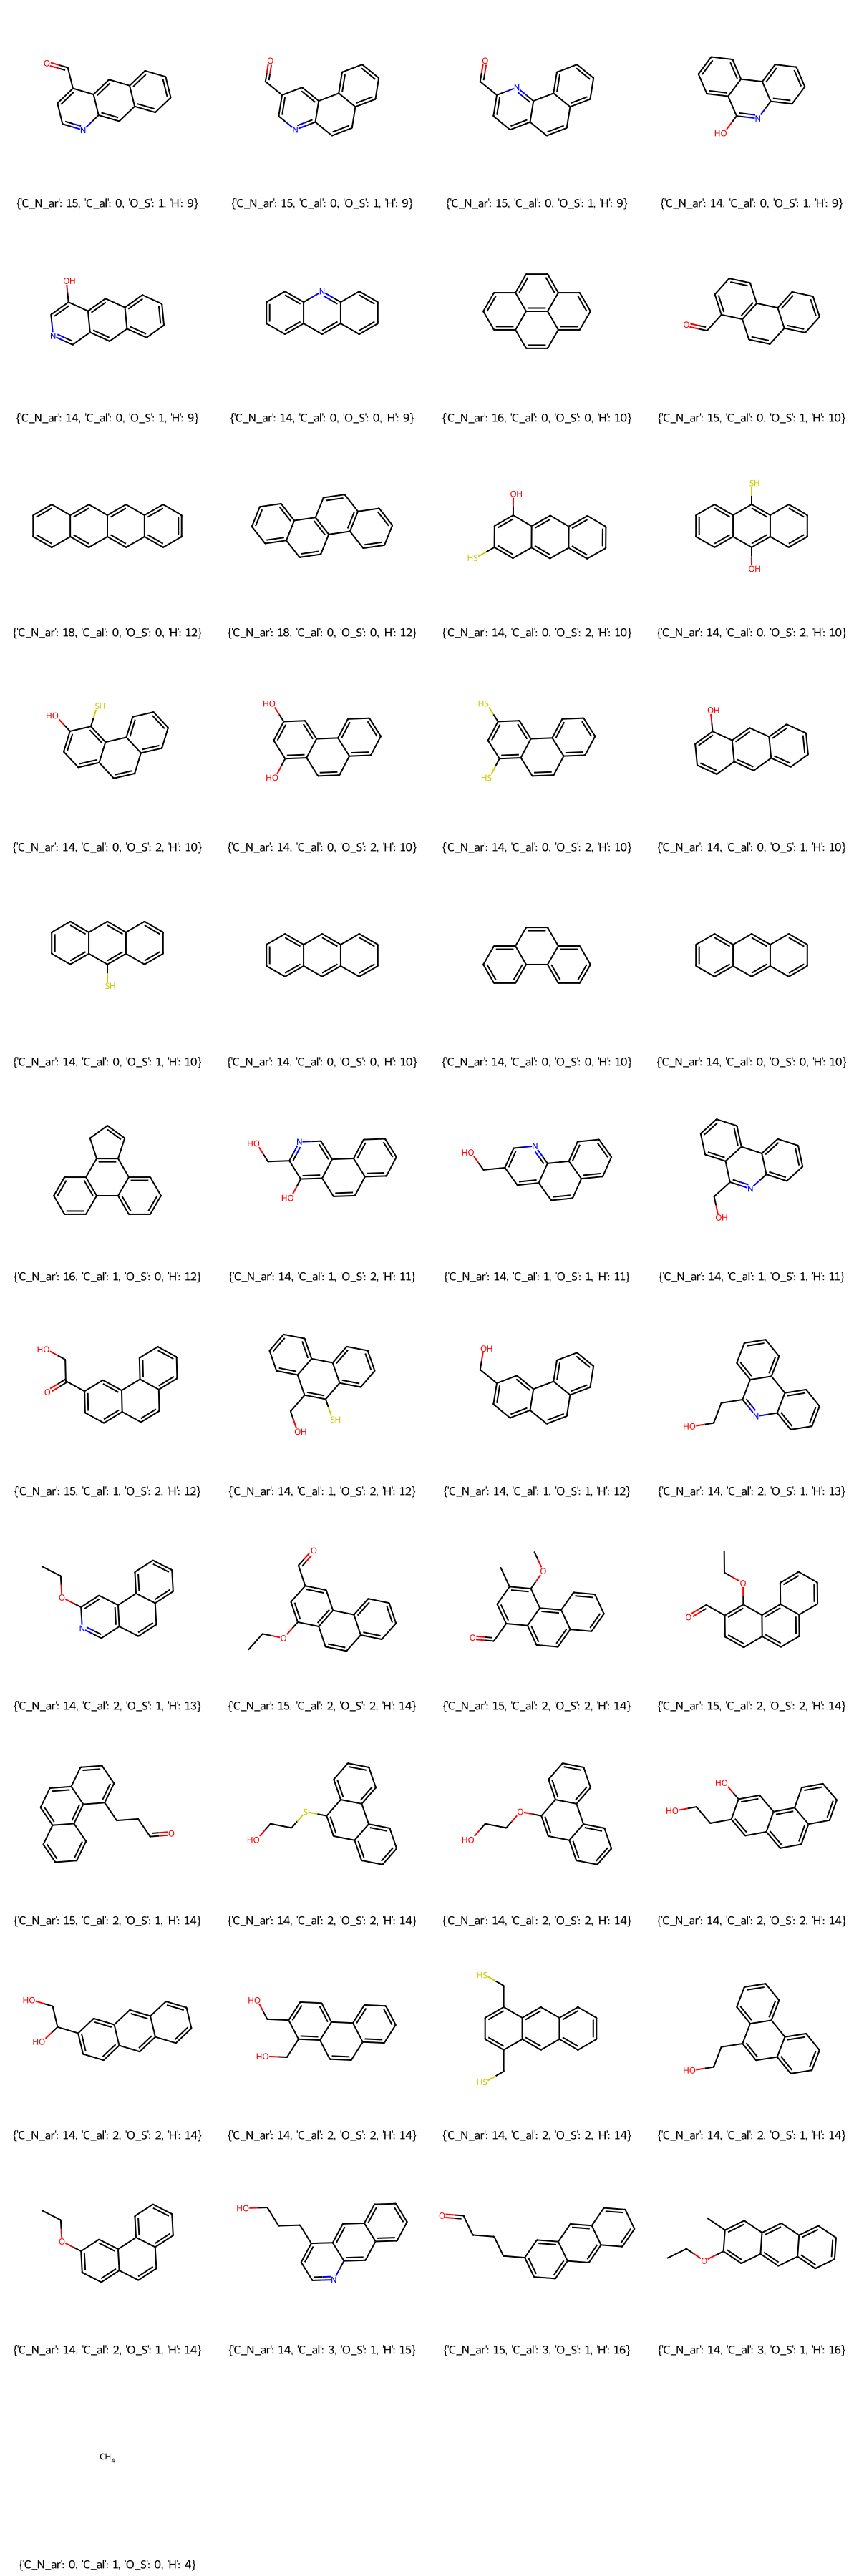 O
N
O
N
O
N
HO
N
{'C_N_ar': 15, 'C_al': 0, 'O_S': 1, 'H': 9}
{'C_N_ar': 15, 'C_al': 0, 'O_S': 1, 'H': 9}
{'C_N_ar': 15, 'C_al': 0, 'O_S': 1, 'H': 9}
{'C_N_ar': 14, 'C_al': 0, 'O_S': 1, 'H': 9}
OH
N
N
O
{'C_N_ar': 14, 'C_al': 0, 'O_S': 1, 'H': 9}
{'C_N_ar': 14, 'C_al': 0, 'O_S': 0, 'H': 9}
{'C_N_ar': 16, 'C_al': 0, 'O_S': 0, 'H': 10}
{'C_N_ar': 15, 'C_al': 0, 'O_S': 1, 'H': 10}
OH
HS
SH
OH
{'C_N_ar': 18, 'C_al': 0, 'O_S': 0, 'H': 12}
{'C_N_ar': 18, 'C_al': 0, 'O_S': 0, 'H': 12}
{'C_N_ar': 14, 'C_al': 0, 'O_S': 2, 'H': 10}
{'C_N_ar': 14, 'C_al': 0, 'O_S': 2, 'H': 10}
HO
SH
HO
HO
HS
HS
OH
{'C_N_ar': 14, 'C_al': 0, 'O_S': 2, 'H': 10}
{'C_N_ar': 14, 'C_al': 0, 'O_S': 2, 'H': 10}
{'C_N_ar': 14, 'C_al': 0, 'O_S': 2, 'H': 10}
{'C_N_ar': 14, 'C_al': 0, 'O_S': 1, 'H': 10}
SH
{'C_N_ar': 14, 'C_al': 0, 'O_S': 1, 'H': 10}
{'C_N_ar': 14, 'C_al': 0, 'O_S': 0, 'H': 10}
{'C_N_ar': 14, 'C_al': 0, 'O_S': 0, 'H': 10}
{'C_N_ar': 14, 'C_al': 0, 'O_S': 0, 'H': 10}
HO
N
HO
HO
N
N
OH
{'C_N_ar': 16, 'C_al': 1, 'O_S': 0, 'H': 12}
{'C_N_ar': 14, 'C_al': 1, 'O_S': 2, 'H': 11}
{'C_N_ar': 14, 'C_al': 1, 'O_S': 1, 'H': 11}
{'C_N_ar': 14, 'C_al': 1, 'O_S': 1, 'H': 11}
HO
O
SH
OH
OH
HO
N
{'C_N_ar': 15, 'C_al': 1, 'O_S': 2, 'H': 12}
{'C_N_ar': 14, 'C_al': 1, 'O_S': 2, 'H': 12}
{'C_N_ar': 14, 'C_al': 1, 'O_S': 1, 'H': 12}
{'C_N_ar': 14, 'C_al': 2, 'O_S': 1, 'H': 13}
O
N
O
O
O
O
O
O
{'C_N_ar': 14, 'C_al': 2, 'O_S': 1, 'H': 13}
{'C_N_ar': 15, 'C_al': 2, 'O_S': 2, 'H': 14}
{'C_N_ar': 15, 'C_al': 2, 'O_S': 2, 'H': 14}
{'C_N_ar': 15, 'C_al': 2, 'O_S': 2, 'H': 14}
O
HO
S
HO
O
HO
HO
{'C_N_ar': 15, 'C_al': 2, 'O_S': 1, 'H': 14}
{'C_N_ar': 14, 'C_al': 2, 'O_S': 2, 'H': 14}
{'C_N_ar': 14, 'C_al': 2, 'O_S': 2, 'H': 14}
{'C_N_ar': 14, 'C_al': 2, 'O_S': 2, 'H': 14}
HO
HO
HO
HO
HS
HS
HO
{'C_N_ar': 14, 'C_al': 2, 'O_S': 2, 'H': 14}
{'C_N_ar': 14, 'C_al': 2, 'O_S': 2, 'H': 14}
{'C_N_ar': 14, 'C_al': 2, 'O_S': 2, 'H': 14}
{'C_N_ar': 14, 'C_al': 2, 'O_S': 1, 'H': 14}
O
HO
N
O
O
{'C_N_ar': 14, 'C_al': 2, 'O_S': 1, 'H': 14}
{'C_N_ar': 14, 'C_al': 3, 'O_S': 1, 'H': 15}
{'C_N_ar': 15, 'C_al': 3, 'O_S': 1, 'H': 16}
{'C_N_ar': 14, 'C_al': 3, 'O_S': 1, 'H': 16}
CH₄
{'C_N_ar': 0, 'C_al': 1, 'O_S': 0, 'H': 4}